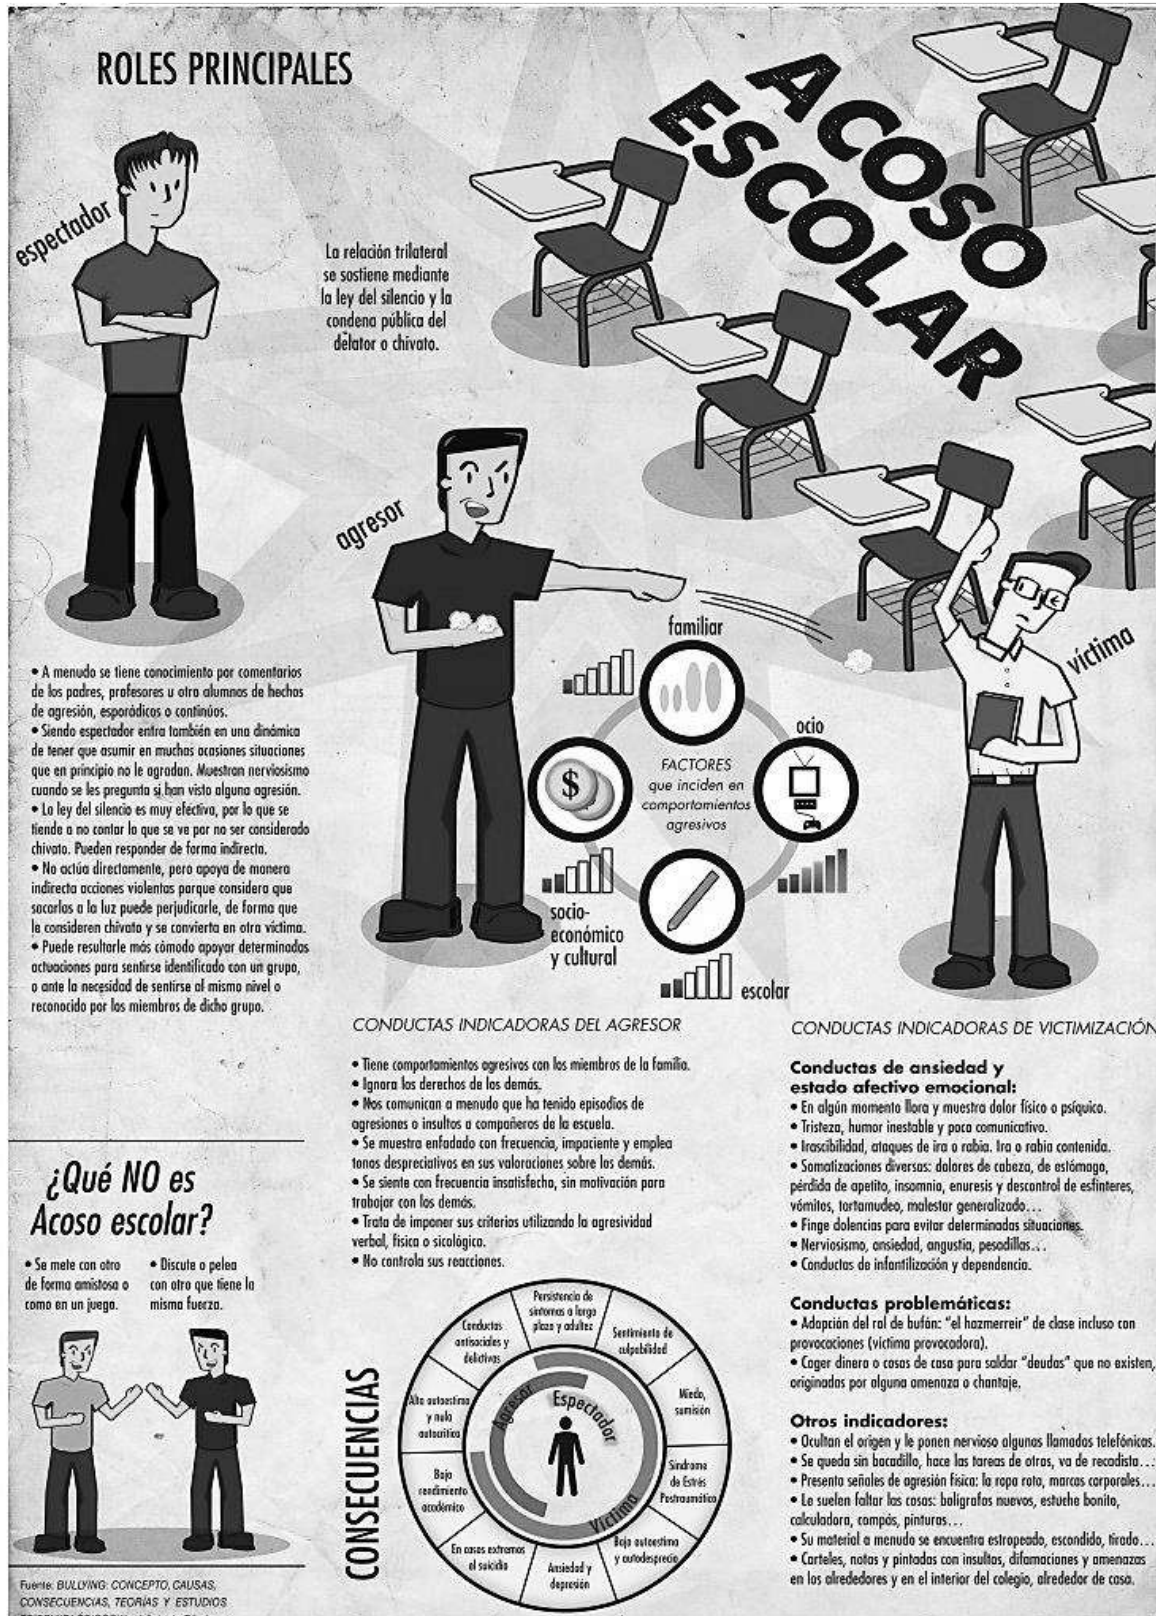 ROLES PRINCIPALES
ACOSO
ESCOLAR
espectador
La relación trilateral
se sostiene mediante
la ley del silencio y la
condena pública del
delator o chivato.
agresor
víctima
• A menudo se tiene conocimiento por comentarios
de los padres, profesores u otro alumnos de hechos
de agresión, esporádicos o continúos.
• Siendo espectador entra también en una dinámica
de tener que asumir en muchas ocasiones situaciones
que en principio no le agradan. Muestran nerviosismo
cuando se les pregunta si han visto alguna agresión.
• La ley del silencio es muy efectiva, por lo que se
tiende a no contar lo que se ve por no ser considerado
chivato. Pueden responder de forma indirecta.
• No actúa directamente, pero apoya de manera
indirecta acciones violentas porque considera que
sacarlas a la luz puede perjudicarle, de forma que
le consideren chivato y se convierta en otra víctima.
• Puede resultarle más cómodo apoyar determinadas
actuaciones para sentirse identificado con un grupo,
o ante la necesidad de sentirse al mismo nivel o
reconocido por los miembros de dicho grupo.
familiar
ocio
FACTORES
que inciden en
comportamientos
agresivos
$
socio-
económico
y cultural
escolar
CONDUCTAS INDICADORAS DEL AGRESOR
• Tiene comportamientos agresivos con los miembros de la familia.
• Ignora los derechos de los demás.
• Nos comunican a menudo que ha tenido episodios de
agresiones o insultos a compañeros de la escuela.
• Se muestra enfadado con frecuencia, impaciente y emplea
tonos despreciativos en sus valoraciones sobre los demás.
• Se siente con frecuencia insatisfecho, sin motivación para
trabajar con los demás.
• Trata de imponer sus criterios utilizando la agresividad
verbal, física o sicológica.
• No controla sus reacciones.
CONDUCTAS INDICADORAS DE VICTIMIZACIÓN
Conductas de ansiedad y
estado afectivo emocional:
• En algún momento llora y muestra dolor físico o psíquico.
• Tristeza, humor inestable y poca comunicativo.
• Irascibilidad, ataques de ira o rabia. Ira o rabia contenida.
• Somatizaciones diversas: dolores de cabeza, de estómago,
pérdida de apetito, insomnio, enuresis y descontrol de esfínteres,
vómitos, tartamudeo, malestar generalizado...
• Finge dolencias para evitar determinadas situaciones.
• Nerviosismo, ansiedad, angustia, pesadillas...
• Conductas de infantilización y dependencia.
Conductas problemáticas:
• Adopción del rol de bufón: "el hazmerreir" de clase incluso con
provocaciones (víctima provocadora).
• Coger dinero o cosas de casa para saldar "deudas" que no existen,
originadas por alguna amenaza o chantaje.
Otros indicadores:
• Ocultan el origen y le ponen nervioso algunas llamadas telefónicas.
• Se queda sin bocadillo, hace las tareas de otros, va de recadista...
• Presenta señales de agresión física: la ropa rota, marcas corporales...
• Le suelen faltar las cosas: bolígrafos nuevos, estuche bonito,
calculadora, compás, pinturas...
• Su material a menudo se encuentra estropeado, escondido, tirado...
• Carteles, notas y pintadas con insultos, difamaciones y amenazas
en los alrededores y en el interior del colegio, alrededor de casa.
¿Qué NO es
Acoso escolar?
• Se mete con otro
de forma amistosa o
como en un juego.
• Discute o pelea
con otro que tiene la
misma fuerza.
CONSECUENCIAS
Persistencia de
síntomas a largo
plazo y adultez
Sentimiento de
culpabilidad
Miedo,
sumisión
Síndrome
de Estrés
Postraumático
Baja autoestima
y autodesprecio
Ansiedad y
depresión
En casos extremos
el suicidio
Bajo
rendimiento
académico
Alta autoestima
y nula
autocrítica
Conductas
antisociales y
delictivas
Agresor
Espectador
Víctima
Fuente: BULLYING: CONCEPTO, CAUSAS,
CONSECUENCIAS, TEORÍAS Y ESTUDIOS